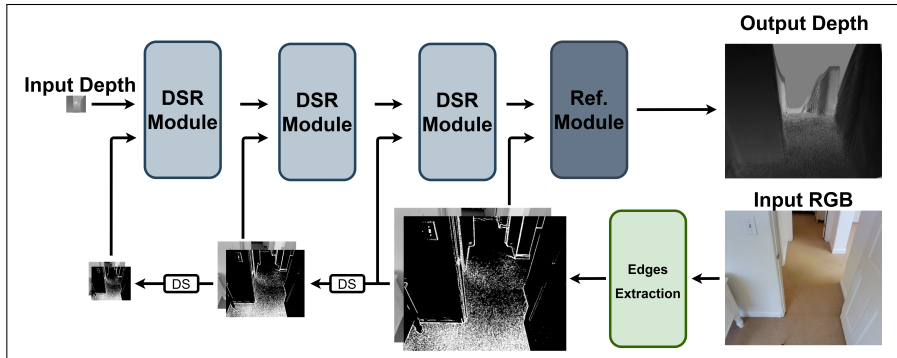 Output Depth
Input Depth
DSR
Module
DSR
Module
DSR
Module
Ref.
Module
Input RGB
Edges
Extraction
DS
DS